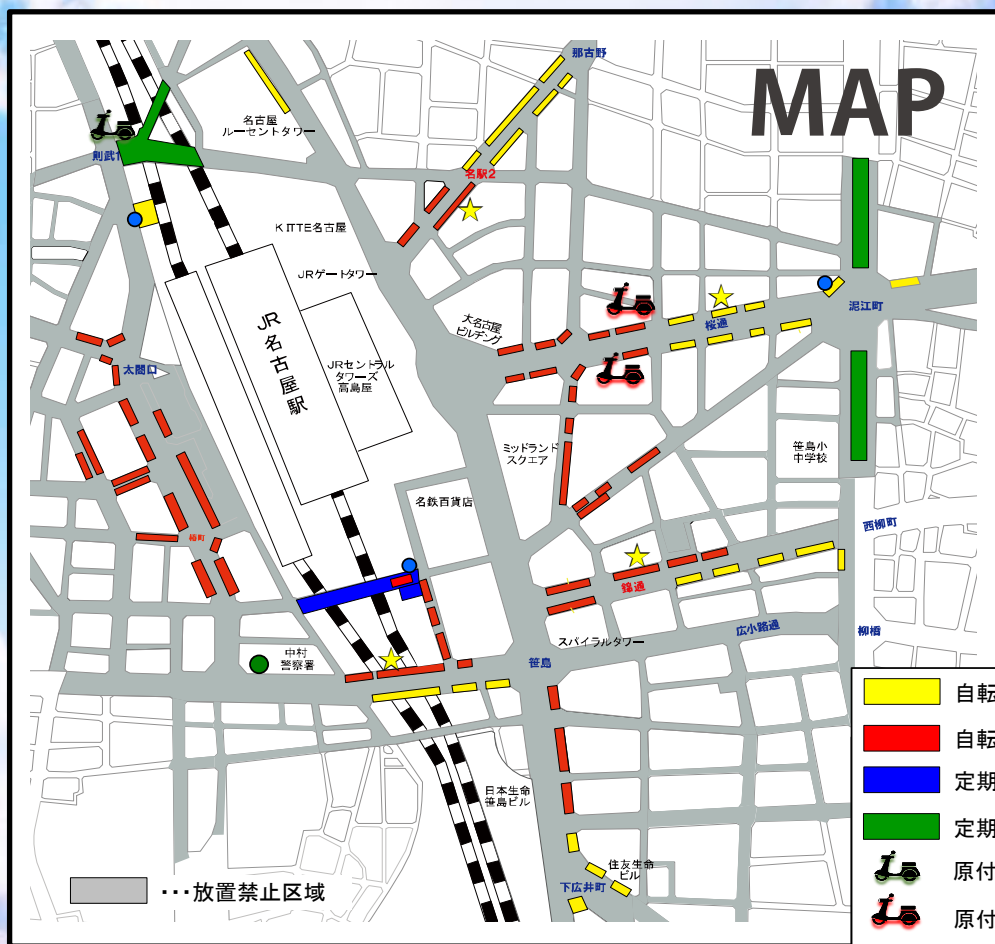 MAP
那古野
名古屋
ルーセントタワー
則武1
名駅2
KITTE名古屋
JRゲートタワー
泥江町
桜通
大名古屋
ビルヂング
JR名古屋駅
JRセントラル
タワーズ
高島屋
太閤口
ミッドランド
スクエア
笹島小
中学校
名鉄百貨店
西柳町
椿町
錦通
広小路通
柳橋
スパイラルタワー
中村
警察署
笹島
自転
自転
定期
定期
原付
原付
日本生命
笹島ビル
住友生命
ビル
下広井町
…放置禁止区域